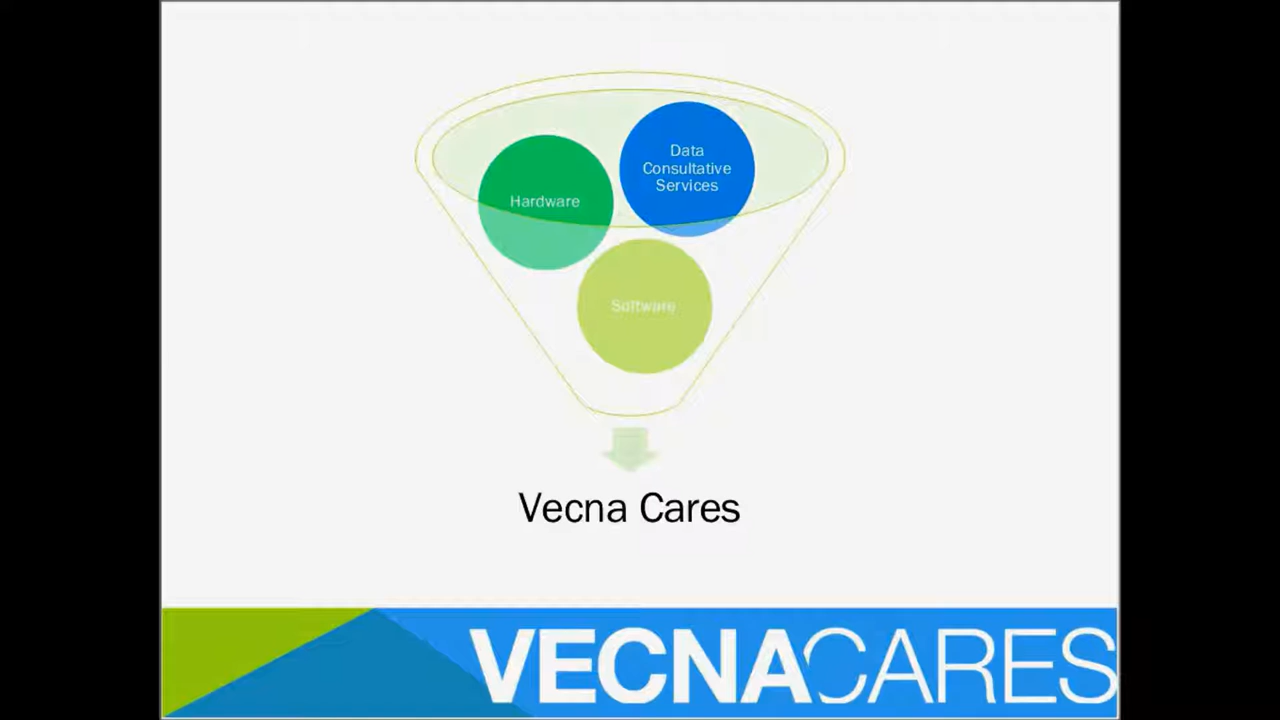 Data
Consultative
Services
Hardware
Software
Vecna Cares
VECNACARES